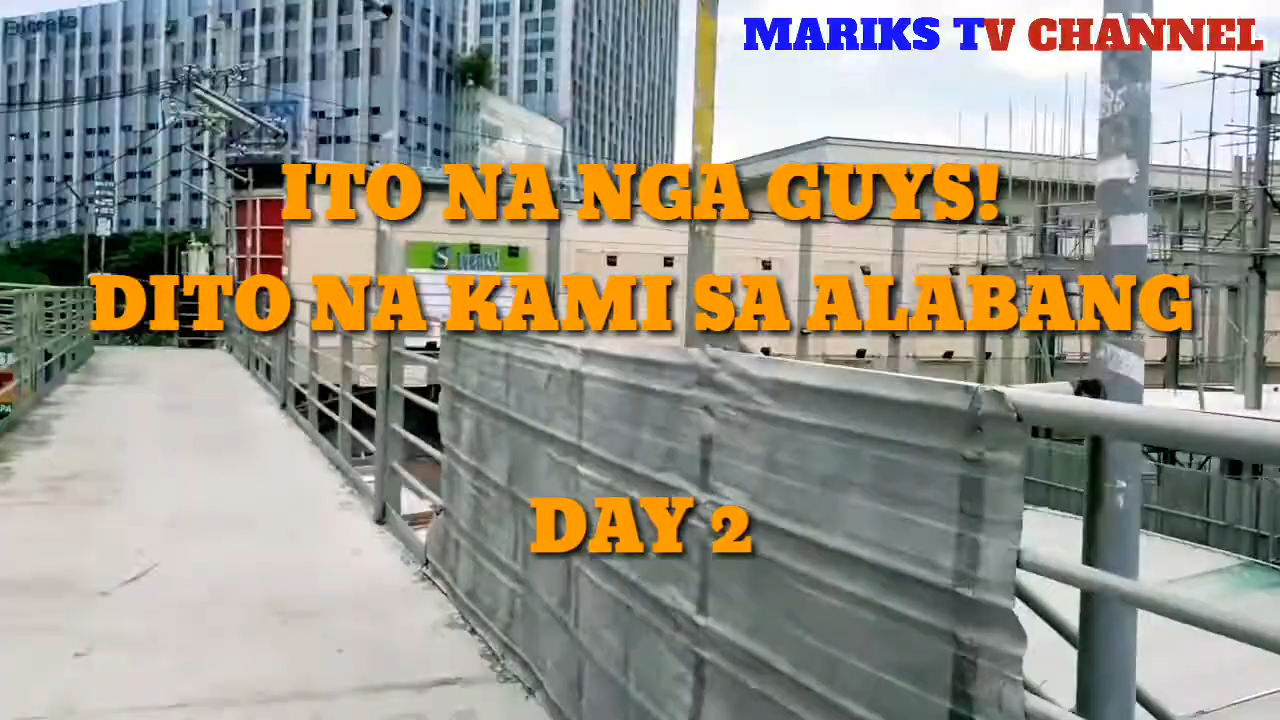 MARIKS TV CHANNEL
ITO NA NGA GUYS!
DITO NA KAMI SA ALABANG
DAY 2